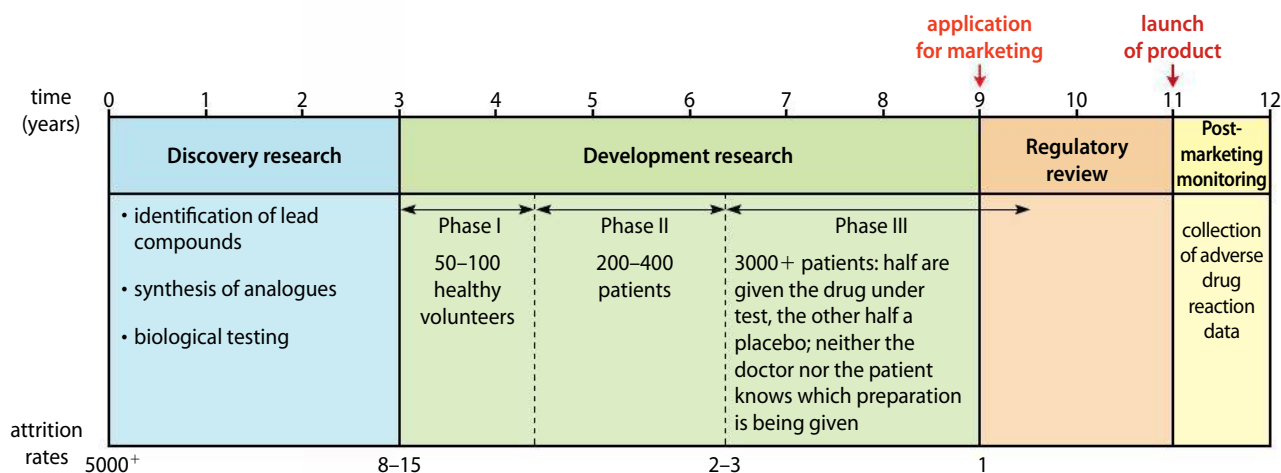 application
for marketing
launch
of product
time
(years)
0 1 2 3 4 5 6 7 8 9 10 11 12
Discovery research
Development research
Regulatory
review
Post-
marketing
monitoring
• identification of lead
compounds
• synthesis of analogues
• biological testing
Phase I
50–100
healthy
volunteers
Phase II
200–400
patients
Phase III
3000+ patients: half are
given the drug under
test, the other half a
placebo; neither the
doctor nor the patient
knows which preparation
is being given
collection
of adverse
drug
reaction
data
attrition
rates
5000+ 8–15 2–3 1